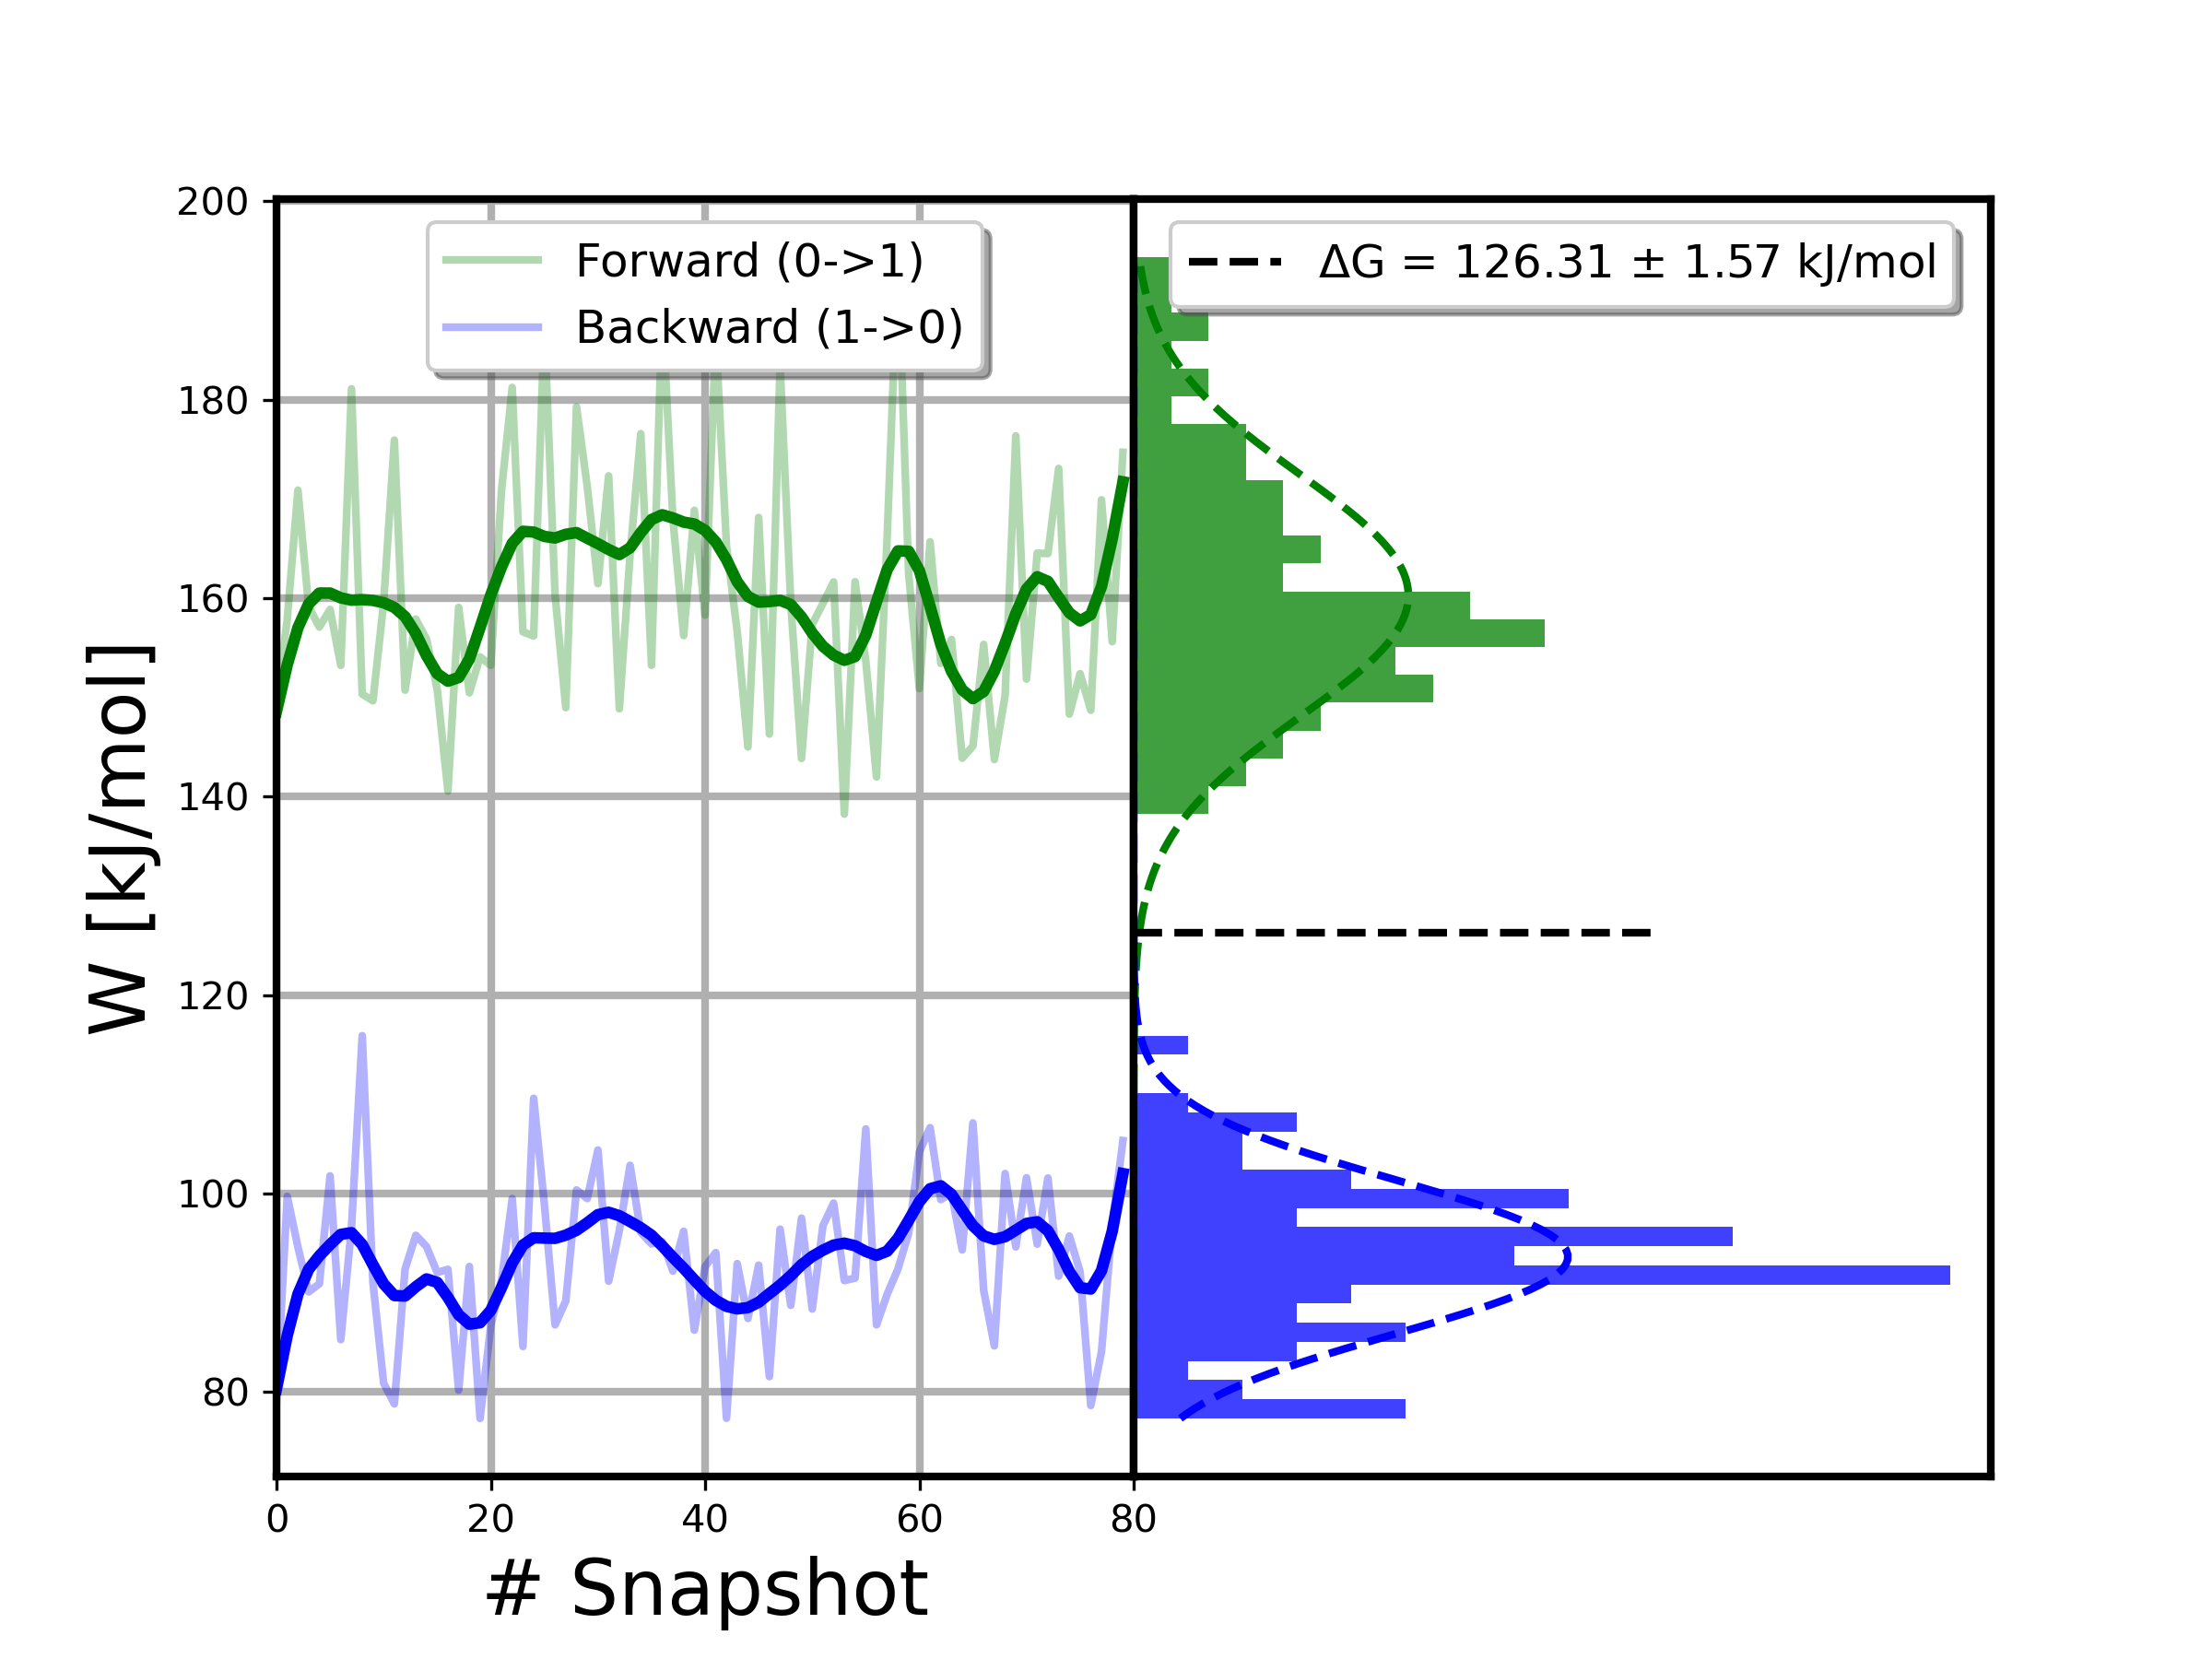 Forward (0->1)
Backward (1->0)
ΔG = 126.31 ± 1.57 kJ/mol
W [kJ/mol]
200
180
160
140
120
100
80
0 20 40 60 80
# Snapshot